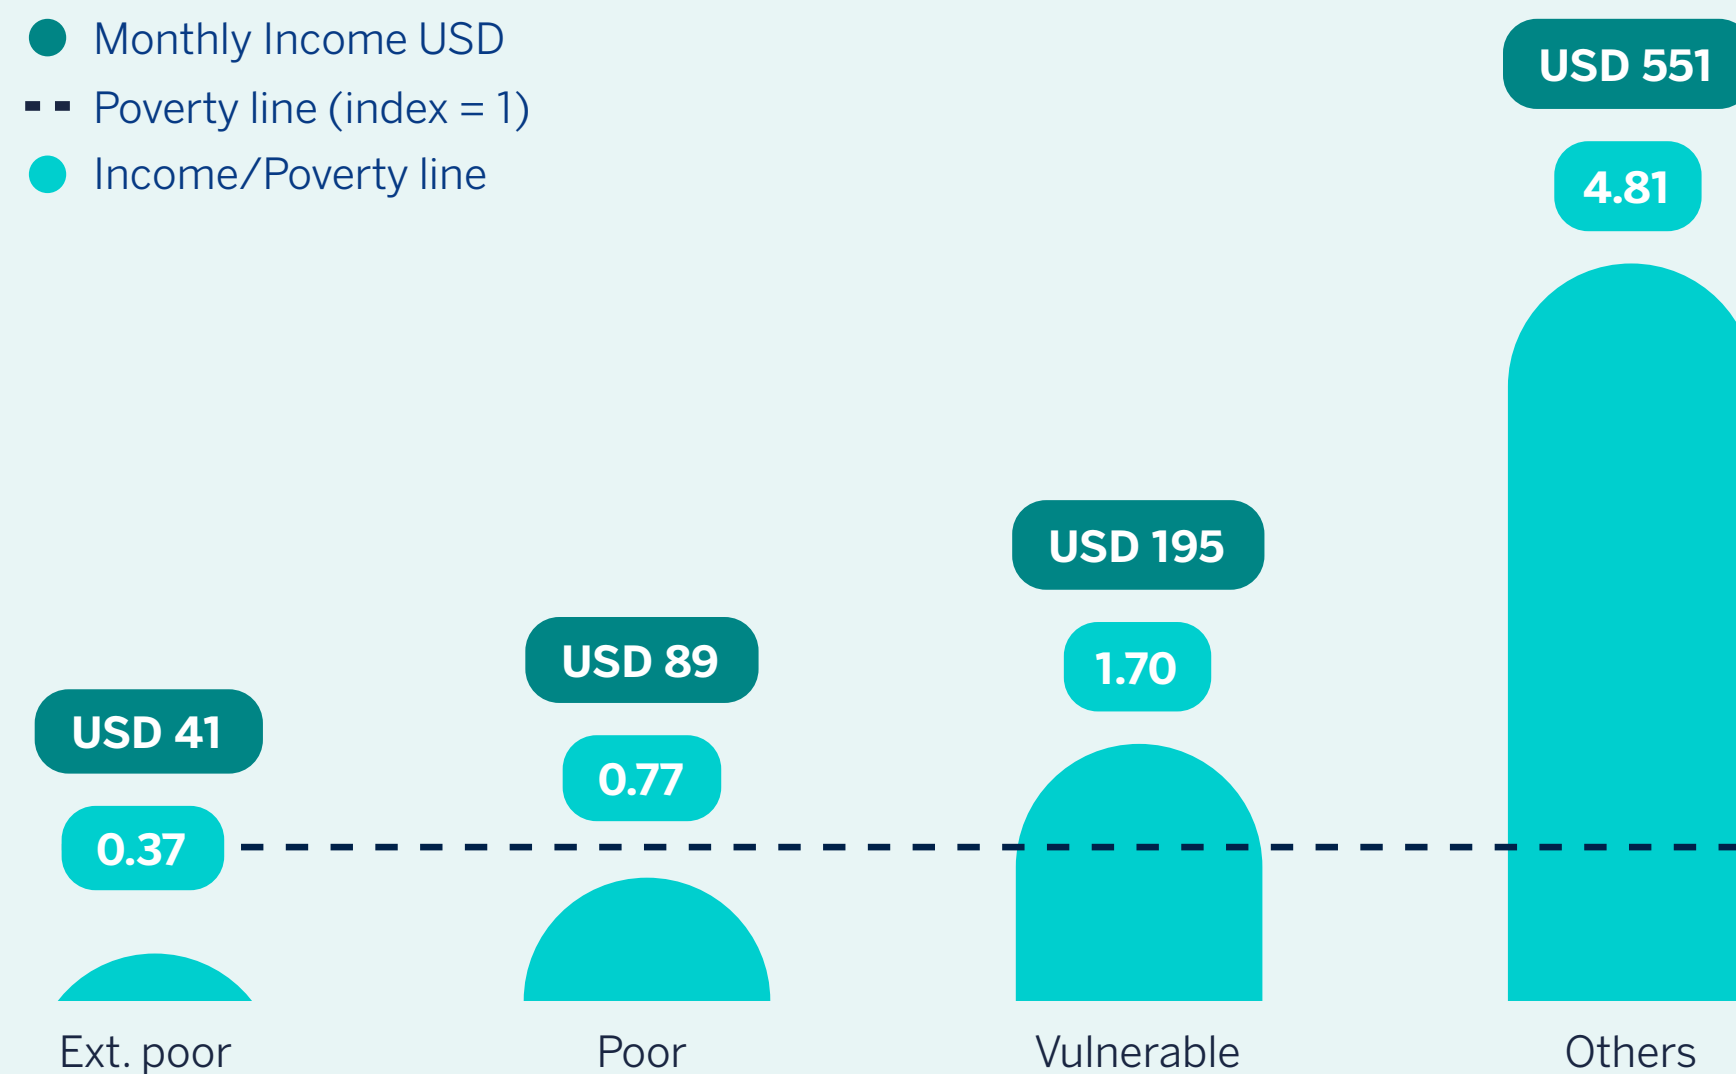 Monthly Income USD
Poverty line (index = 1)
Income/Poverty line
USD 41
0.37
Ext. poor
USD 89
0.77
Poor
USD 195
1.70
Vulnerable
USD 551
4.81
Others